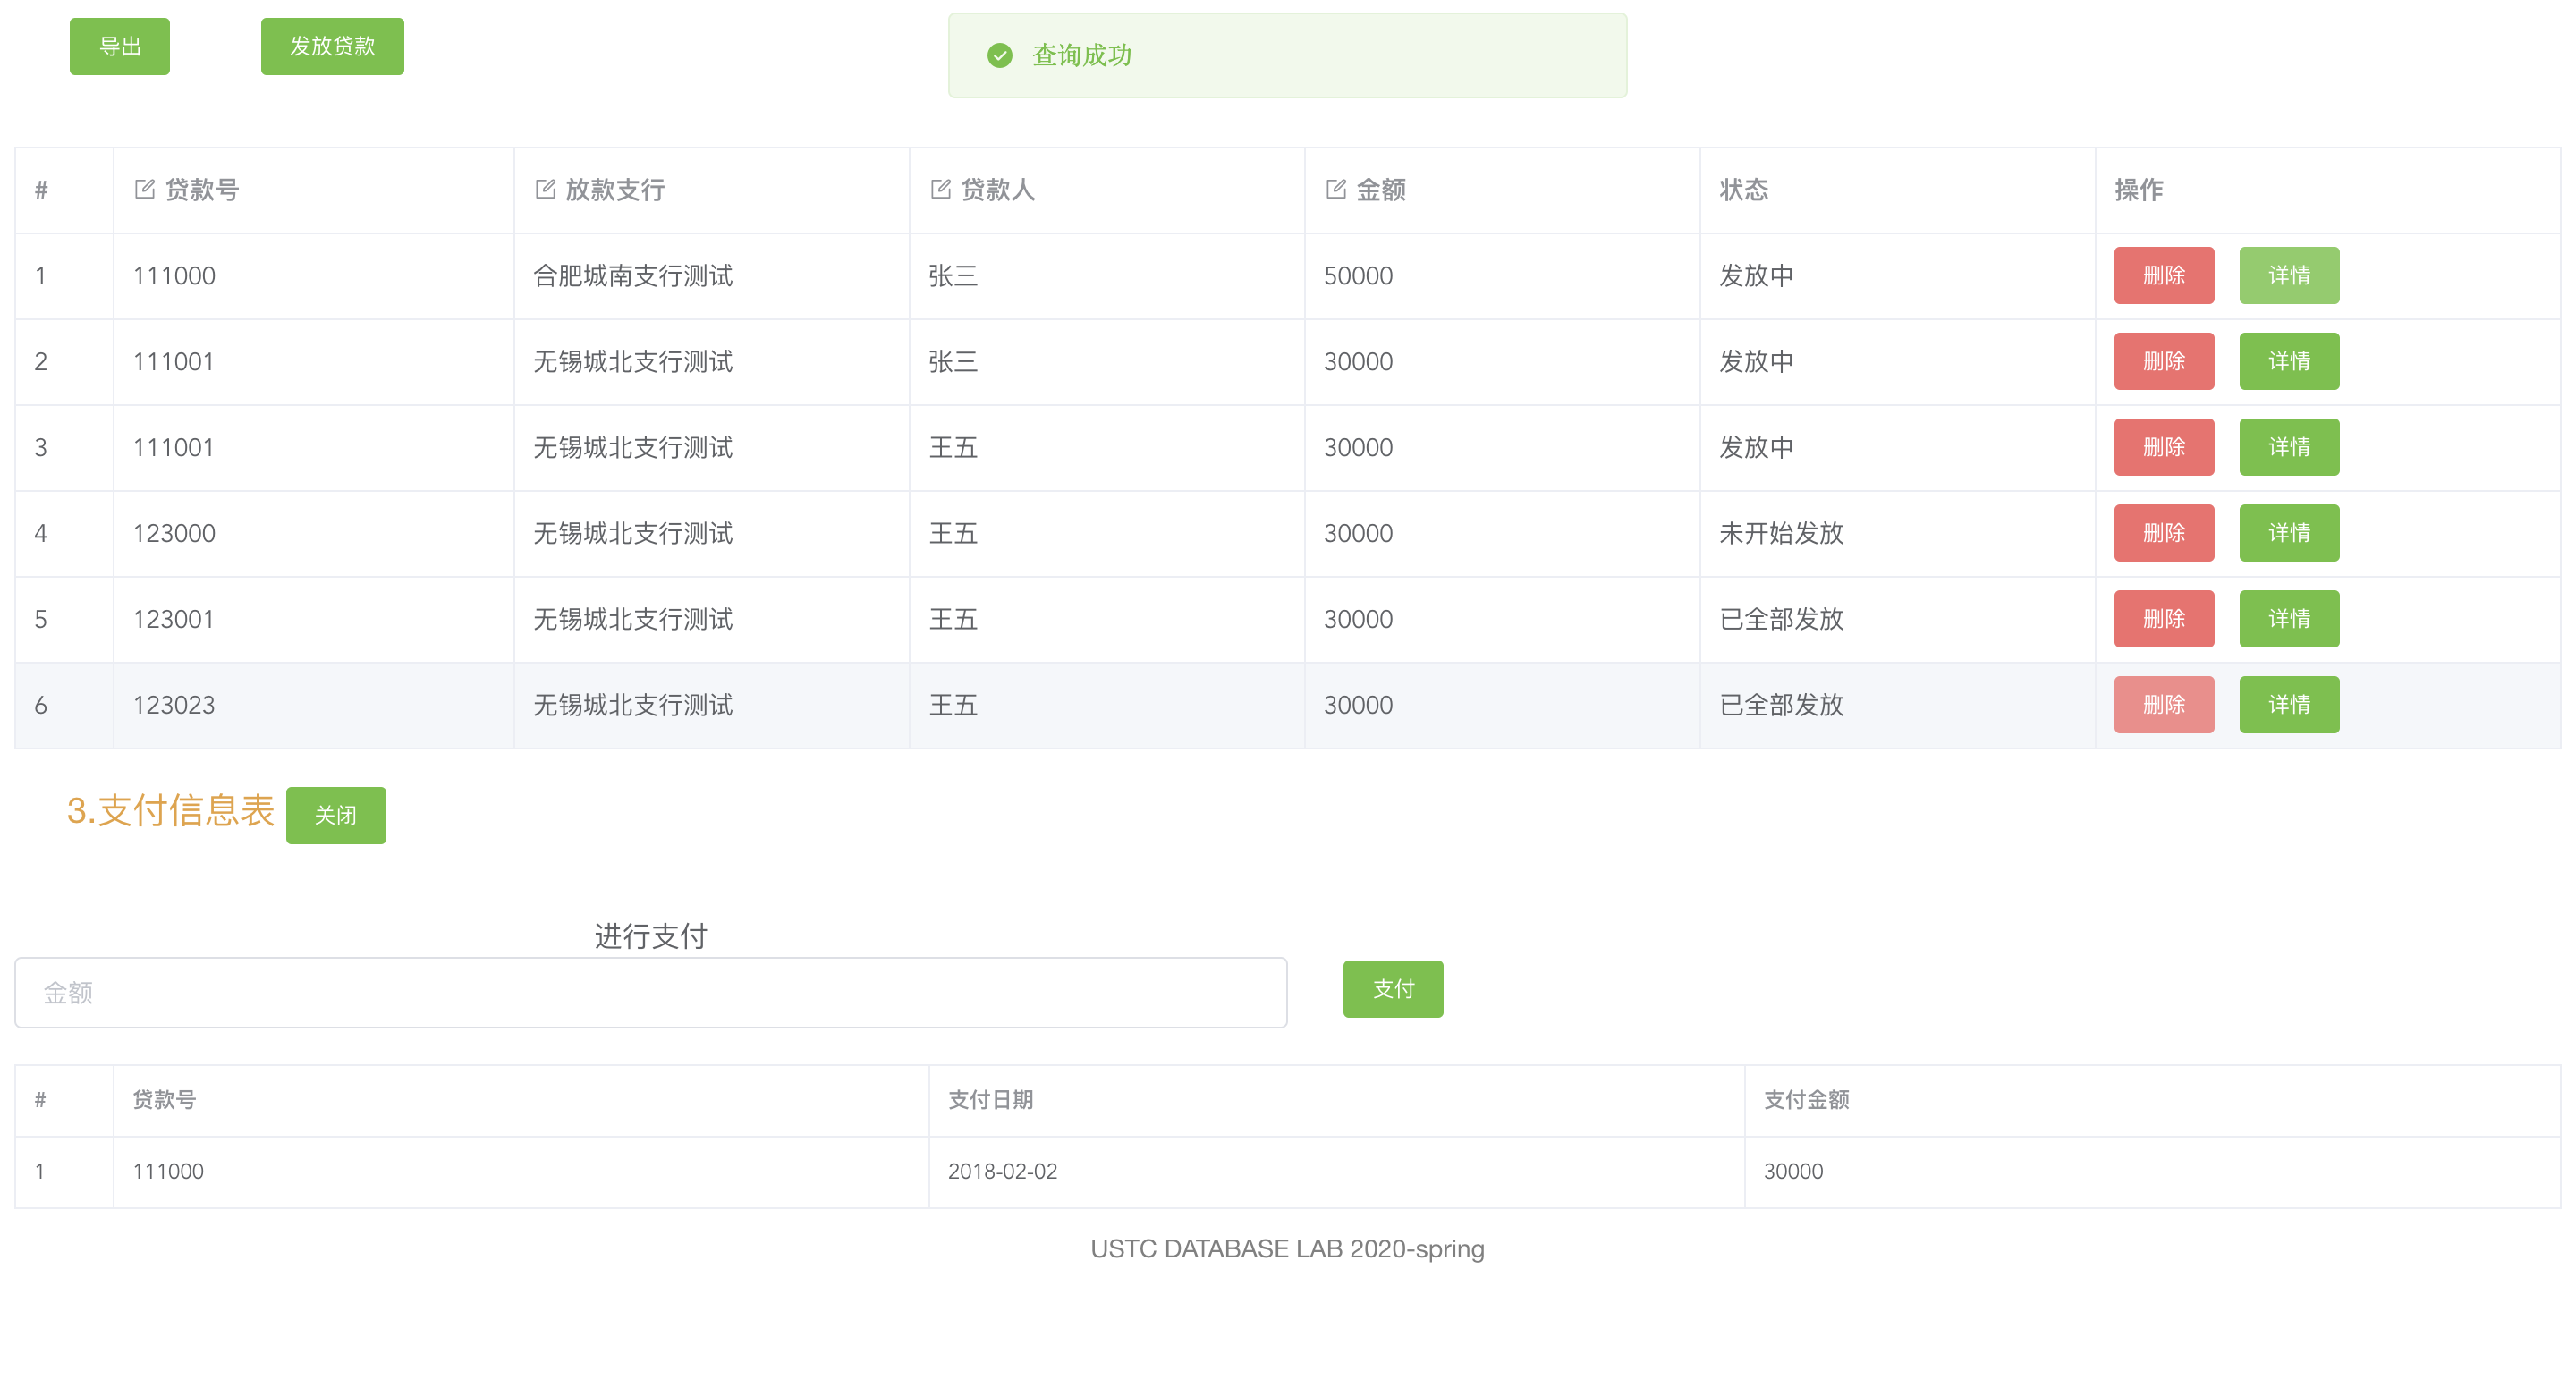 导出 发放贷款 查询成功
# 贷款号 放款支行 贷款人 金额 状态 操作
1 111000 合肥城南支行测试 张三 50000 发放中 删除 详情
2 111001 无锡城北支行测试 张三 30000 发放中 删除 详情
3 111001 无锡城北支行测试 王五 30000 发放中 删除 详情
4 123000 无锡城北支行测试 王五 30000 未开始发放 删除 详情
5 123001 无锡城北支行测试 王五 30000 已全部发放 删除 详情
6 123023 无锡城北支行测试 王五 30000 已全部发放 删除 详情
3.支付信息表 关闭
进行支付
金额 支付
# 贷款号 支付日期 支付金额
1 111000 2018-02-02 30000
USTC DATABASE LAB 2020-spring